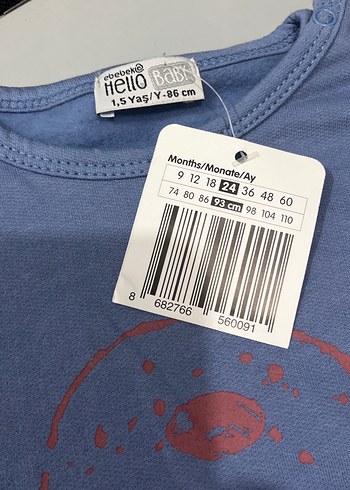 ebebek
Hello BABY
1,5 Yaş/Y-86 cm
Months/Monate/Ay
9 12 18 24 36 48 60
74 80 86 93 cm 98 104 110
8 682766 560091